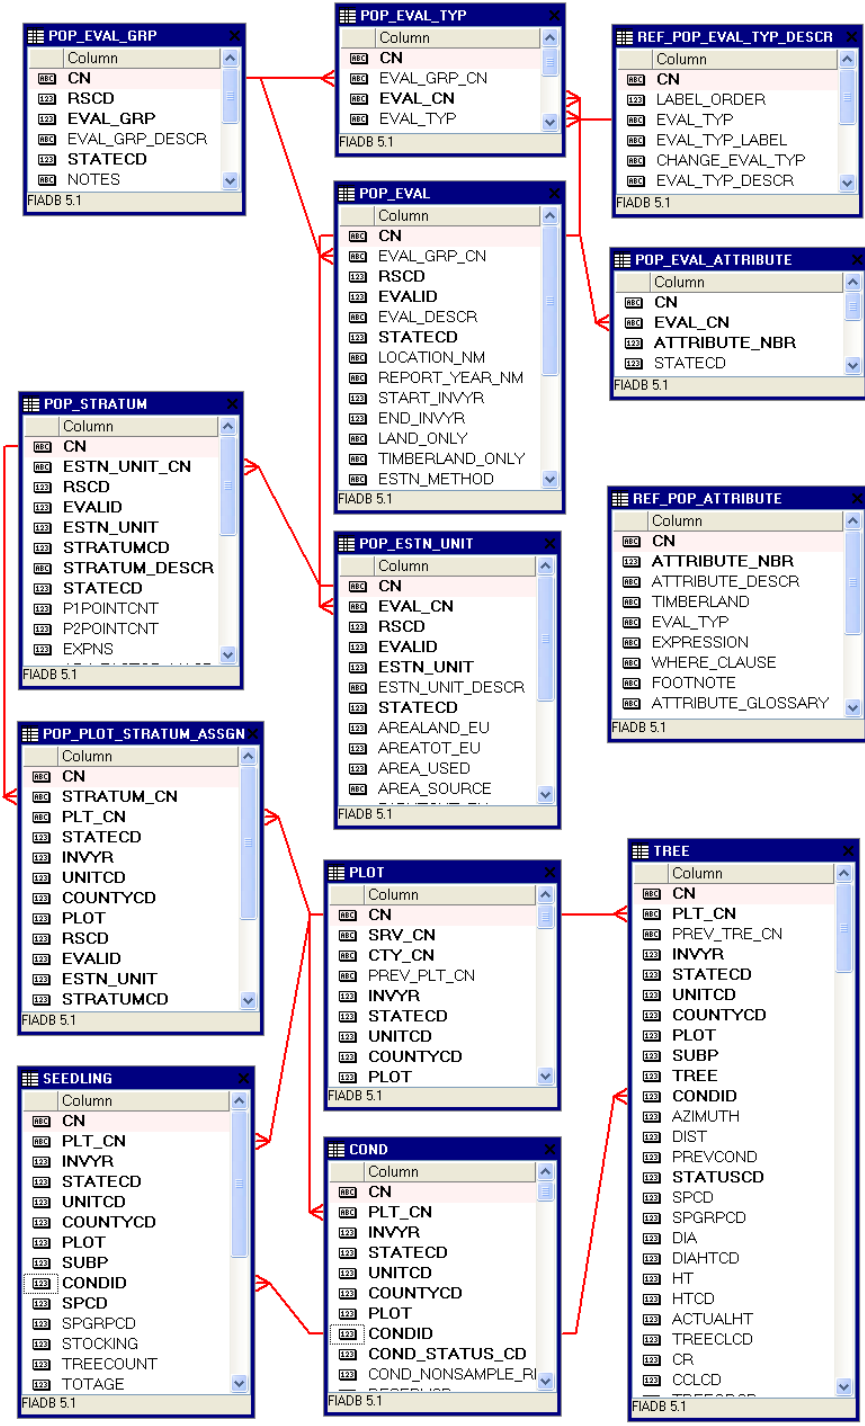 POP_EVAL_GRP
Column
CN
RSCD
EVAL_GRP
EVAL_GRP_DESCR
STATECD
NOTES
FIADB 5.1
POP_EVAL_TYP
Column
CN
EVAL_GRP_CN
EVAL_CN
EVAL_TYP
FIADB 5.1
REF_POP_EVAL_TYP_DESCR
Column
CN
LABEL_ORDER
EVAL_TYP
EVAL_TYP_LABEL
CHANGE_EVAL_TYP
EVAL_TYP_DESCR
FIADB 5.1
POP_EVAL
Column
CN
EVAL_GRP_CN
RSCD
EVALID
EVAL_DESCR
STATECD
LOCATION_NM
REPORT_YEAR_NM
START_INVYR
END_INVYR
LAND_ONLY
TIMBERLAND_ONLY
ESTN_METHOD
FIADB 5.1
POP_EVAL_ATTRIBUTE
Column
CN
EVAL_CN
ATTRIBUTE_NBR
STATECD
FIADB 5.1
POP_STRATUM
Column
CN
ESTN_UNIT_CN
RSCD
EVALID
ESTN_UNIT
STRATUMCD
STRATUM_DESCR
STATECD
P1POINTCNT
P2POINTCNT
EXPNS
FIADB 5.1
REF_POP_ATTRIBUTE
Column
CN
ATTRIBUTE_NBR
ATTRIBUTE_DESCR
TIMBERLAND
EVAL_TYP
EXPRESSION
WHERE_CLAUSE
FOOTNOTE
ATTRIBUTE_GLOSSARY
FIADB 5.1
POP_ESTN_UNIT
Column
CN
EVAL_CN
RSCD
EVALID
ESTN_UNIT
ESTN_UNIT_DESCR
STATECD
AREALAND_EU
AREATOT_EU
AREA_USED
AREA_SOURCE
FIADB 5.1
POP_PLOT_STRATUM_ASSGN
Column
CN
STRATUM_CN
PLT_CN
STATECD
INVYR
UNITCD
COUNTYCD
PLOT
RSCD
EVALID
ESTN_UNIT
STRATUMCD
FIADB 5.1
PLOT
Column
CN
SRV_CN
CTY_CN
PREV_PLT_CN
INVYR
STATECD
UNITCD
COUNTYCD
PLOT
FIADB 5.1
TREE
Column
CN
PLT_CN
PREV_TRE_CN
INVYR
STATECD
UNITCD
COUNTYCD
PLOT
SUBP
TREE
CONDID
AZIMUTH
DIST
PREVCOND
STATUSCD
SPCD
SPGRPCD
DIA
DIAHTCD
HT
HTCD
ACTUALHT
TREECLCD
CR
CCLCD
FIADB 5.1
SEEDLING
Column
CN
PLT_CN
INVYR
STATECD
UNITCD
COUNTYCD
PLOT
SUBP
CONDID
SPCD
SPGRPCD
STOCKING
TREECOUNT
TOTAGE
FIADB 5.1
COND
Column
CN
PLT_CN
INVYR
STATECD
UNITCD
COUNTYCD
PLOT
CONDID
COND_STATUS_CD
COND_NONSAMPLE_RE
FIADB 5.1